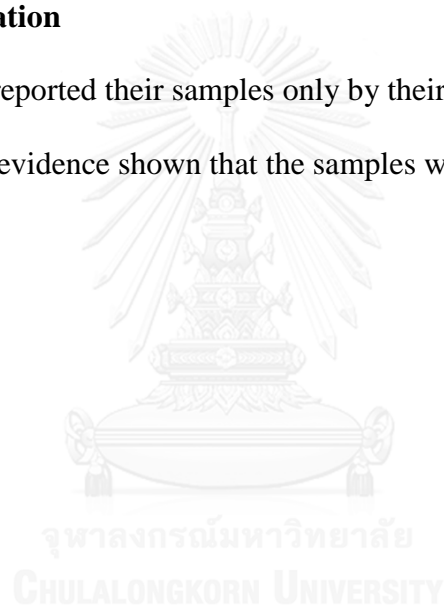 ation
reported their samples only by their
evidence shown that the samples w
จุฬาลงกรณ์มหาวิทยาลัย
CHULALONGKORN UNIVERSITY